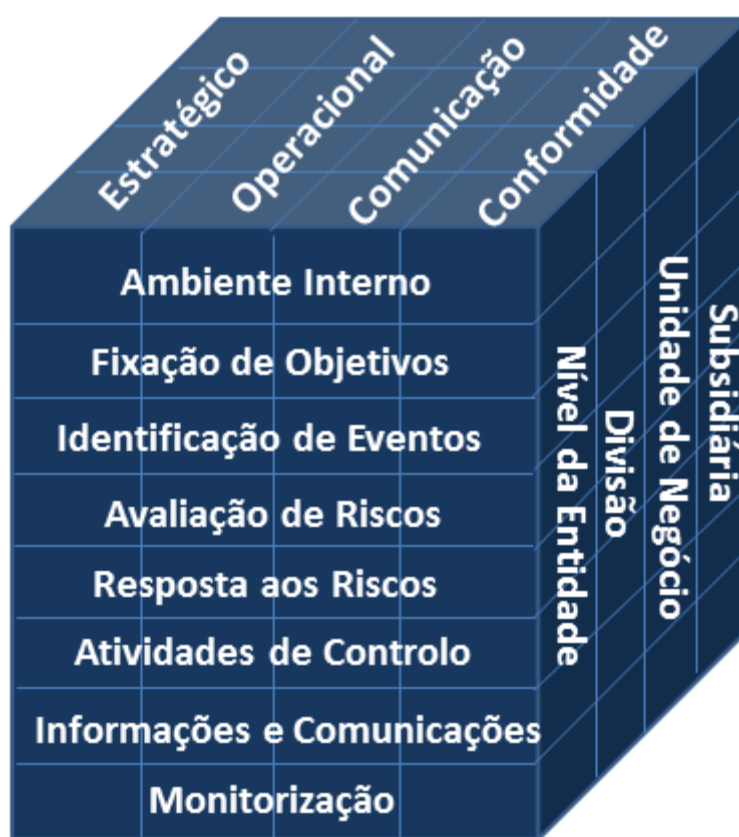 Estratégico
Operacional
Comunicação
Conformidade
Ambiente Interno
Fixação de Objetivos
Identificação de Eventos
Avaliação de Riscos
Resposta aos Riscos
Atividades de Controlo
Informações e Comunicações
Monitorização
Nível da Entidade
Divisão
Unidade de Negócio
Subsidiária